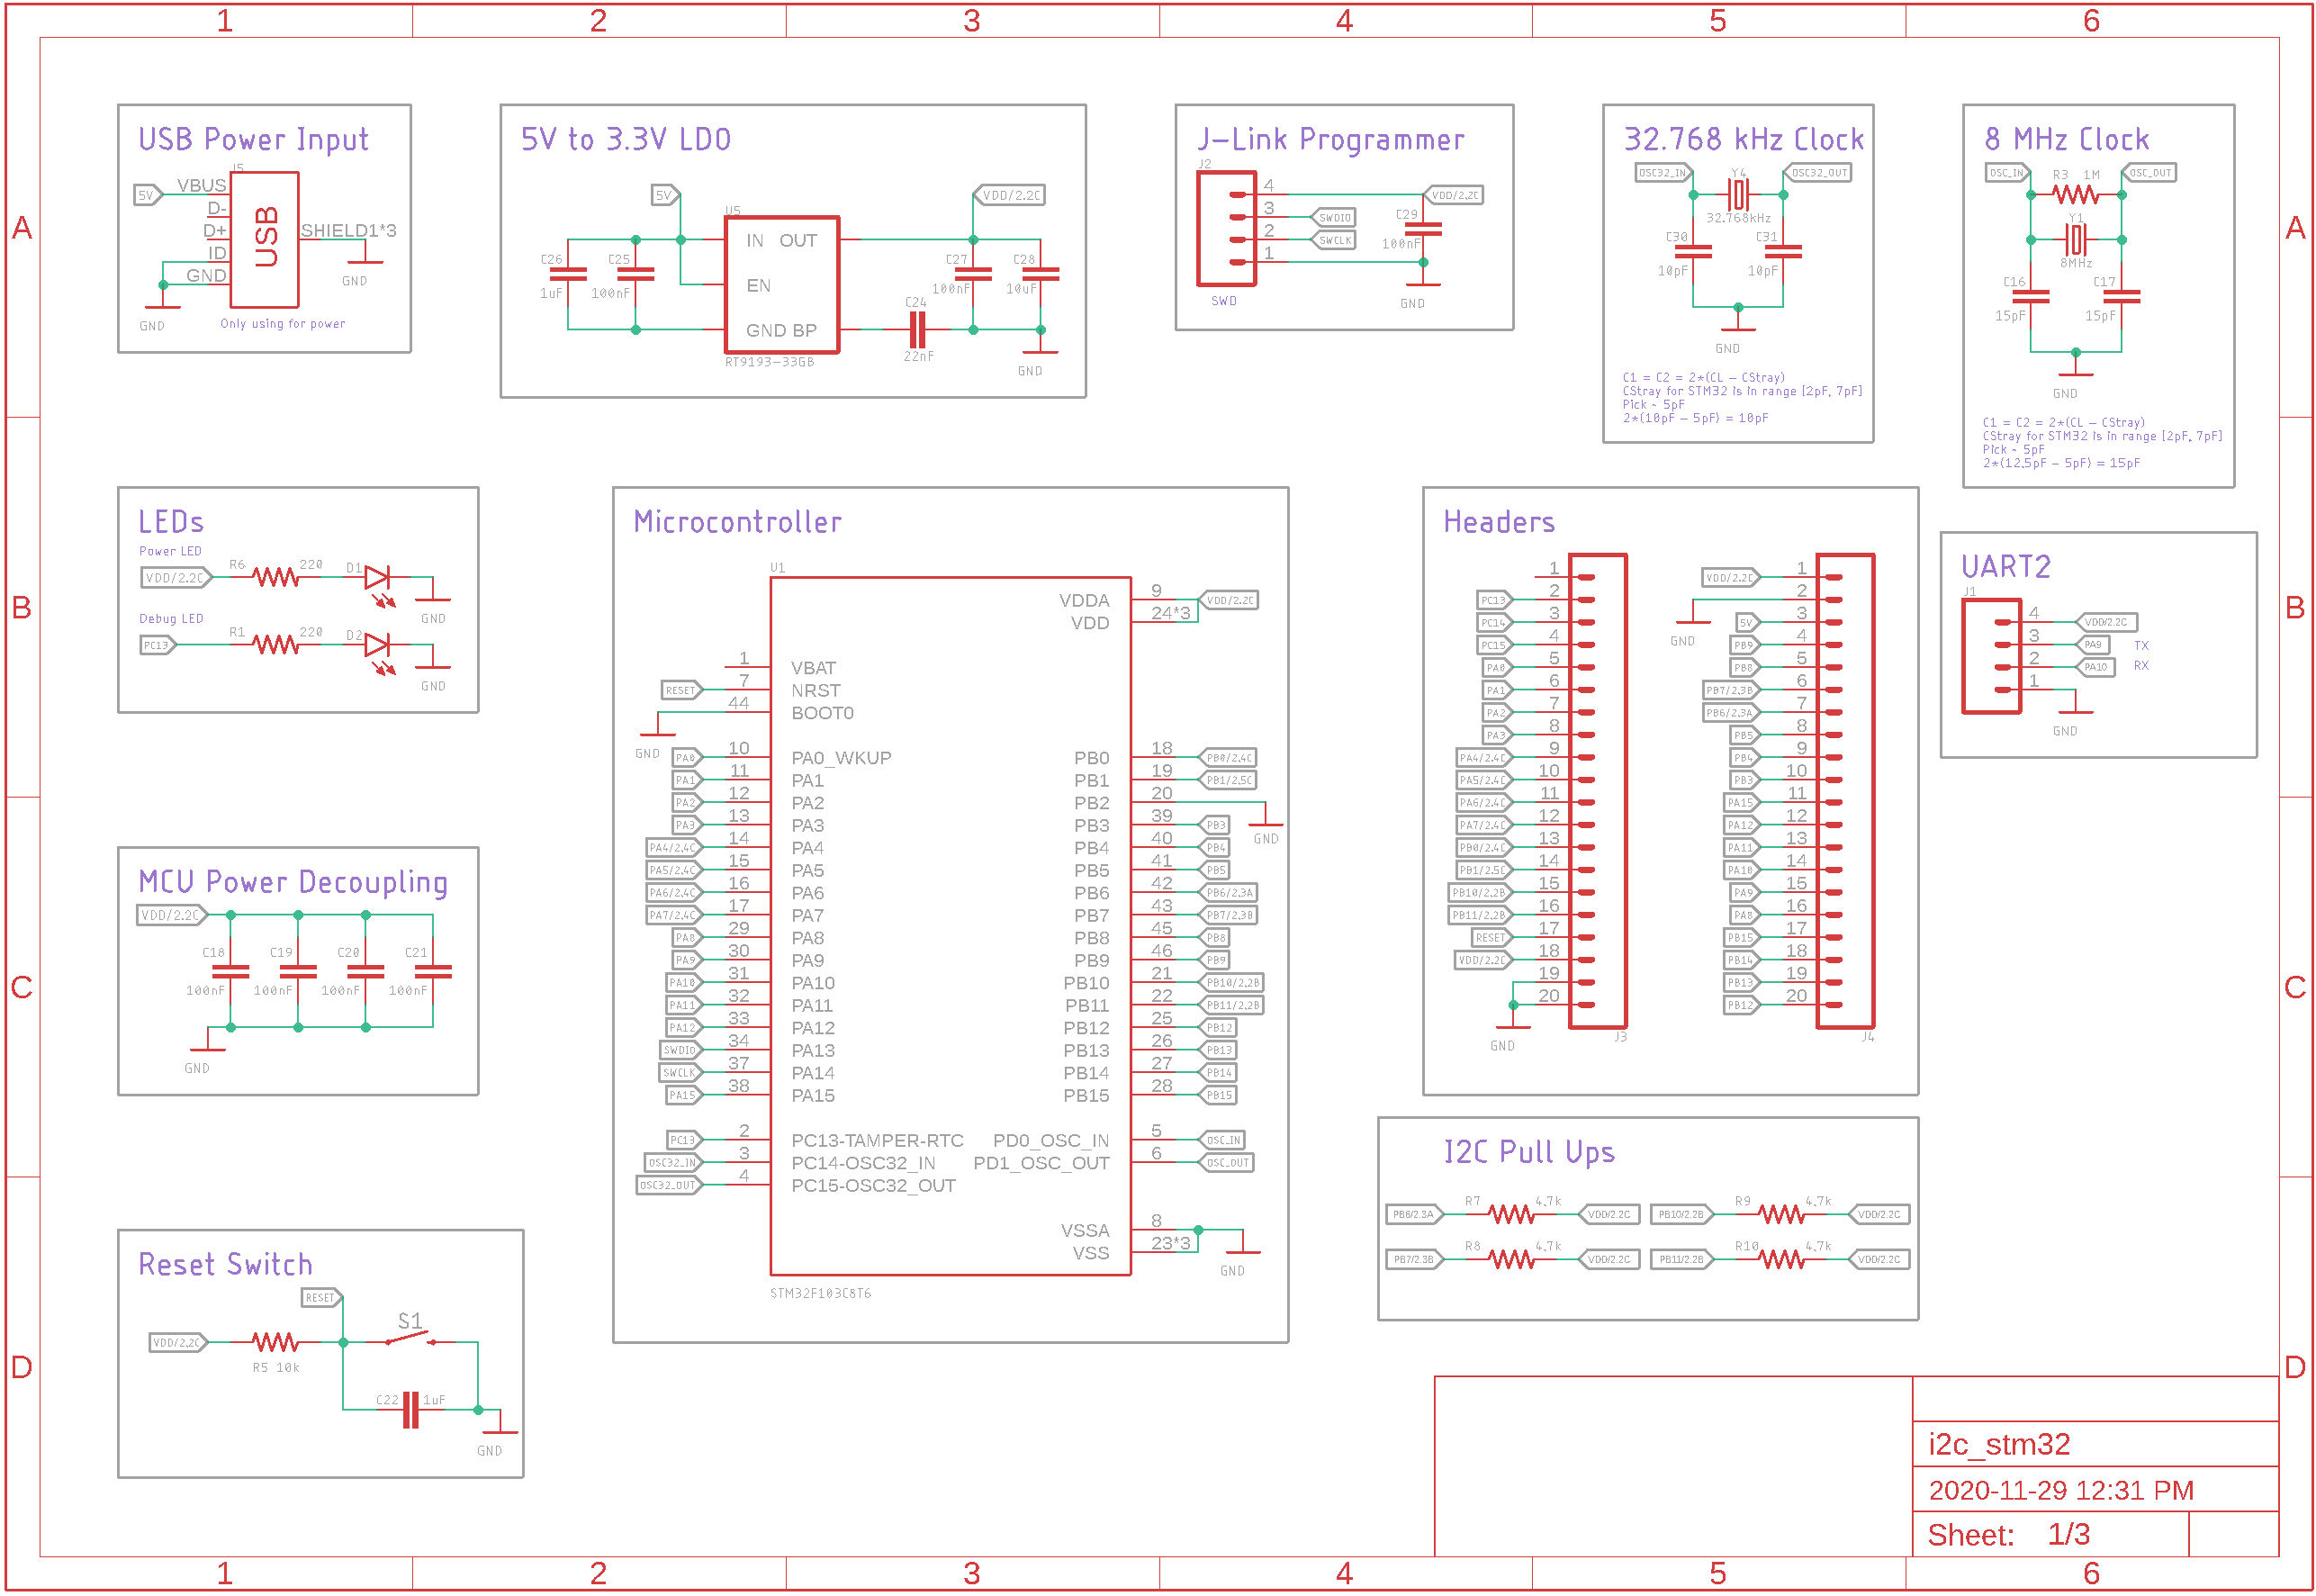 1 2 3 4 5 6
A
B
C
D
USB Power Input
J5
5V
VBUS
D-
D+
ID
GND
USB
SHIELD1*3
GND
GND
Only using for power
5V to 3.3V LDO
5V
VDD/2.2C
U5
IN OUT
EN
GND BP
RT9193-33GB
C26
1uF
C25
100nF
C27
100nF
C28
10uF
C24
22nF
GND
J-Link Programmer
J2
4
3
2
1
VDD/2.2C
SWDIO
SWCLK
C29
100nF
SWD
GND
32.768 kHz Clock
OSC32_IN
Y4
OSC32_OUT
32.768kHz
C30
10pF
C31
10pF
GND
C1 = C2 = 2*(CL - CStray)
CStray for STM32 is in range [2pF, 7pF]
Pick ~ 5pF
2*(10pF - 5pF) = 10pF
8 MHz Clock
OSC_IN
R3 1M
OSC_OUT
Y1
8MHz
C16
15pF
C17
15pF
GND
C1 = C2 = 2*(CL - CStray)
CStray for STM32 is in range [2pF, 7pF]
Pick ~ 5pF
2*(12.5pF - 5pF) = 15pF
LEDs
Power LED
VDD/2.2C
R6 220 D1
GND
Debug LED
PC13
R1 220 D2
GND
MCU Power Decoupling
VDD/2.2C
C18 C19 C20 C21
100nF 100nF 100nF 100nF
GND
Reset Switch
RESET
VDD/2.2C
R5 10k
S1
C22 1uF
GND
Microcontroller
U1
1 VBAT
RESET 7 NRST
44 BOOT0
GND
PA0 10 PA0_WKUP
PA1 11 PA1
PA2 12 PA2
PA3 13 PA3
PA4/2.4C 14 PA4
PA5/2.4C 15 PA5
PA6/2.4C 16 PA6
PA7/2.4C 17 PA7
PA8 29 PA8
PA9 30 PA9
PA10 31 PA10
PA11 32 PA11
PA12 33 PA12
SWDIO 34 PA13
SWCLK 37 PA14
PA15 38 PA15
PC13 2 PC13-TAMPER-RTC
OSC32_IN 3 PC14-OSC32_IN
OSC32_OUT 4 PC15-OSC32_OUT
VDDA 9 VDD/2.2C
VDD 24*3
PB0 18 PB0/2.4C
PB1 19 PB1/2.5C
PB2 20
GND
PB3 39 PB3
PB4 40 PB4
PB5 41 PB5
PB6 42 PB6/2.3A
PB7 43 PB7/2.3B
PB8 45 PB8
PB9 46 PB9
PB10 21 PB10/2.2B
PB11 22 PB11/2.2B
PB12 25 PB12
PB13 26 PB13
PB14 27 PB14
PB15 28 PB15
PD0_OSC_IN 5 OSC_IN
PD1_OSC_OUT 6 OSC_OUT
VSSA 8
VSS 23*3
GND
STM32F103C8T6
Headers
1
PC13 2
PC14 3
PC15 4
PA0 5
PA1 6
PA2 7
PA3 8
PA4/2.4C 9
PA5/2.4C 10
PA6/2.4C 11
PA7/2.4C 12
PB0/2.4C 13
PB1/2.5C 14
PB10/2.2B 15
PB11/2.2B 16
RESET 17
VDD/2.2C 18
19
20
GND
J3
VDD/2.2C 1
2
GND
5V 3
PB9 4
PB8 5
PB7/2.3B 6
PB6/2.3A 7
PB5 8
PB4 9
PB3 10
PA15 11
PA12 12
PA11 13
PA10 14
PA9 15
PA8 16
PB15 17
PB14 18
PB13 19
PB12 20
J4
UART2
J1
4 VDD/2.2C
3 PA9 TX
2 PA10 RX
1
GND
I2C Pull Ups
PB6/2.3A R7 4.7k VDD/2.2C
PB10/2.2B R9 4.7k VDD/2.2C
PB7/2.3B R8 4.7k VDD/2.2C
PB11/2.2B R10 4.7k VDD/2.2C
i2c_stm32
2020-11-29 12:31 PM
Sheet: 1/3
A
B
C
D
1 2 3 4 5 6